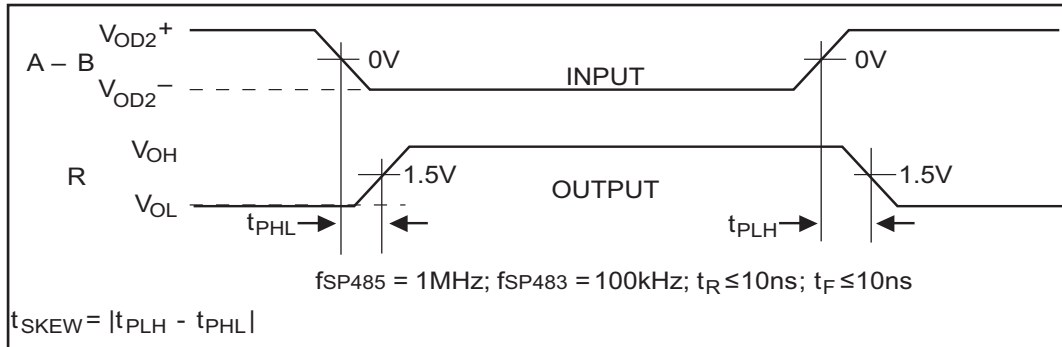 VOD2+
A – B
0V
INPUT
0V
VOD2–
VOH
R
1.5V
OUTPUT
1.5V
VOL
tPHL
tPLH
fSP485 = 1MHz; fSP483 = 100kHz; tR ≤10ns; tF ≤10ns
tSKEW = |tPLH - tPHL|